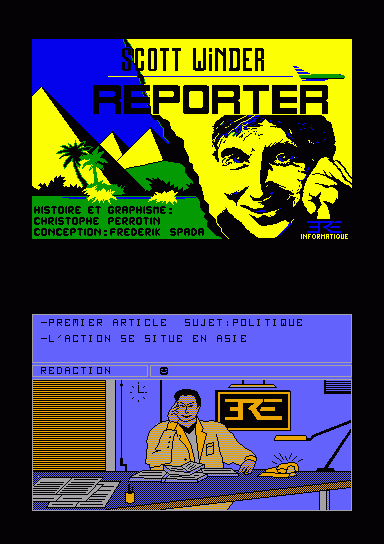 SCOTT WiNDER
REPORTER
HISTOIRE ET GRAPHISME:
CHRISTOPHE PERROTIN
CONCEPTION:FREDERIK SPADA
ERE
INFORMATIQUE
-PREMIER ARTICLE SUJET:POLITIQUE
-L'ACTION SE SITUE EN ASIE
REDACTION
ERE